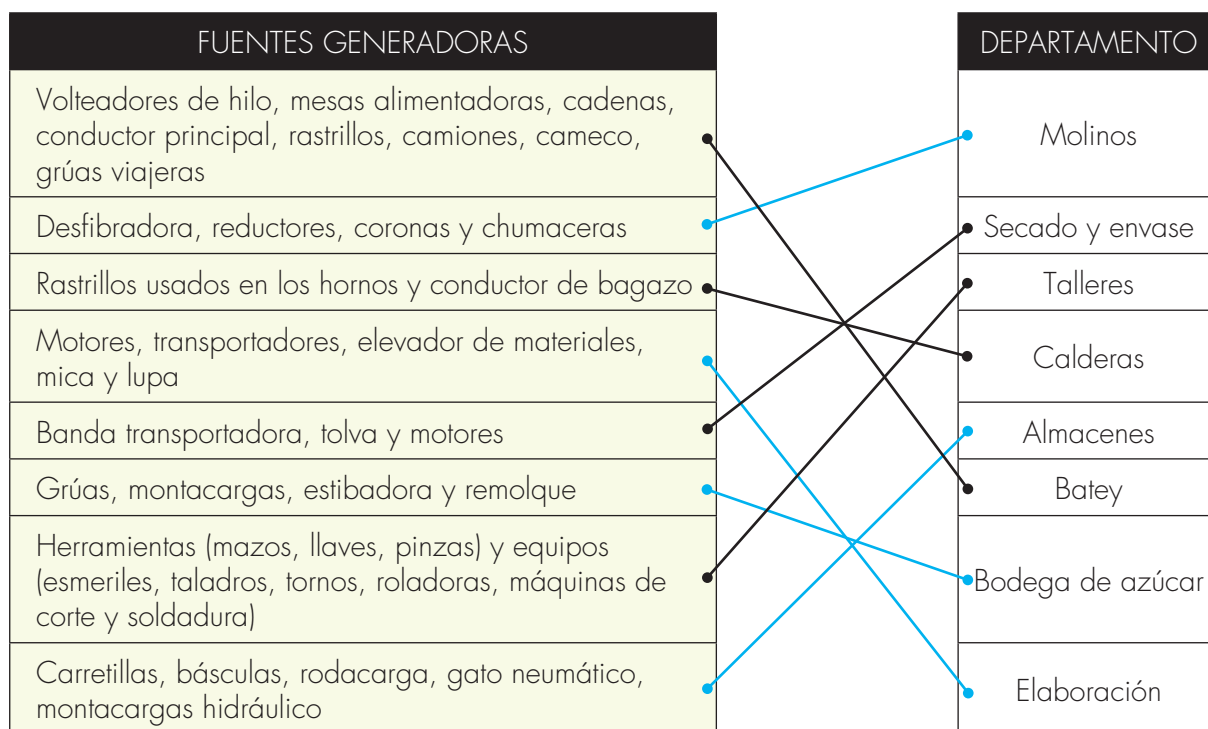 FUENTES GENERADORAS
Volteadores de hilo, mesas alimentadoras, cadenas,
conductor principal, rastrillos, camiones, cameco,
grúas viajeras
Desfibradora, reductores, coronas y chumaceras
Rastrillos usados en los hornos y conductor de bagazo
Motores, transportadores, elevador de materiales,
mica y lupa
Banda transportadora, tolva y motores
Grúas, montacargas, estibadora y remolque
Herramientas (mazos, llaves, pinzas) y equipos
(esmeriles, taladros, tornos, roladoras, máquinas de
corte y soldadura)
Carretillas, básculas, rodacarga, gato neumático,
montacargas hidráulico
DEPARTAMENTO
Molinos
Secado y envase
Talleres
Calderas
Almacenes
Batey
Bodega de azúcar
Elaboración